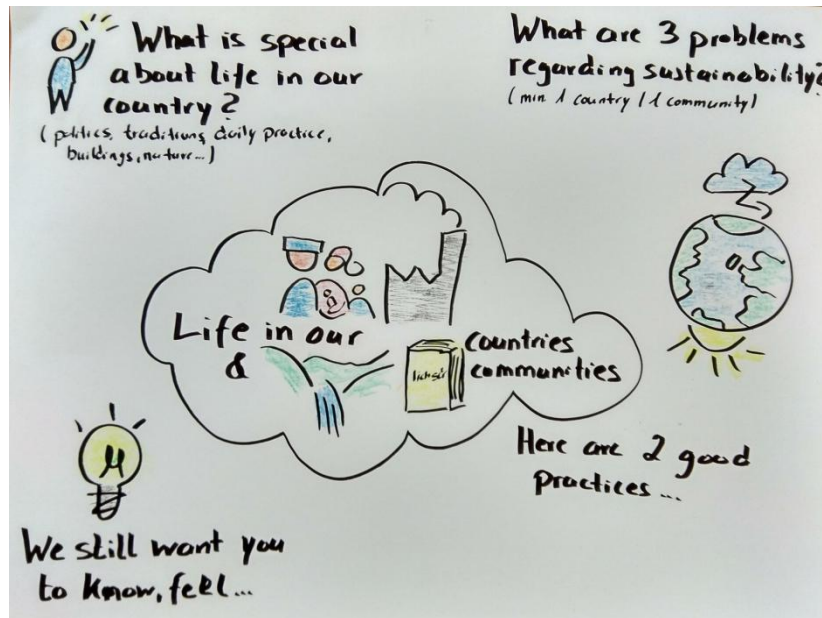 What is special
about life in our
country?
(politics, traditions, daily practice,
buildings, nature...)
What are 3 problems
regarding sustainability?
(min. 1 country / 1 community)
Life in our
&
countries
communities
Here are 2 good
practices...
We still want you
to know, feel...